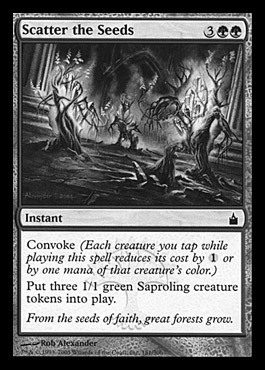 Scatter the Seeds 3
Instant
Convoke (Each creature you tap while
playing this spell reduces its cost by 1 or
by one mana of that creature's color.)
Put three 1/1 green Saproling creature
tokens into play.
From the seeds of faith, great forests grow.
Rob Alexander